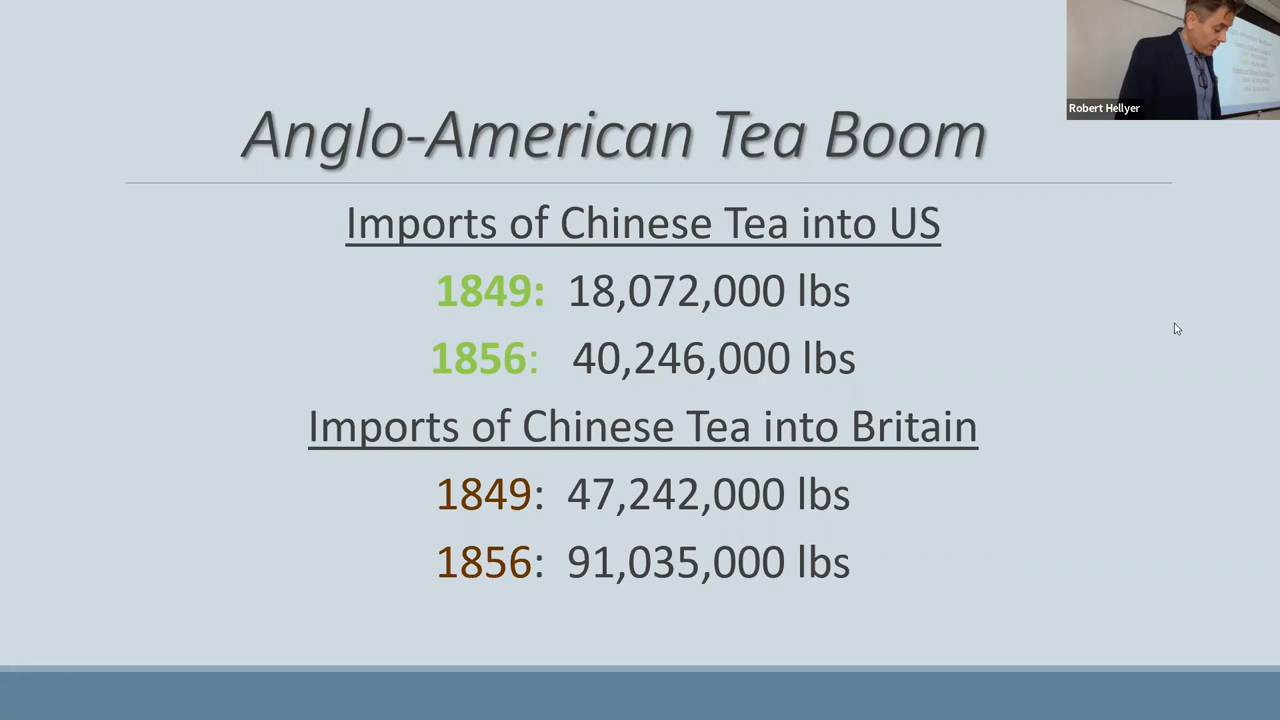 Anglo-American Tea Boom
Imports of Chinese Tea into US
1849: 18,072,000 lbs
1856: 40,246,000 lbs
Imports of Chinese Tea into Britain
1849: 47,242,000 lbs
1856: 91,035,000 lbs
Robert Hellyer